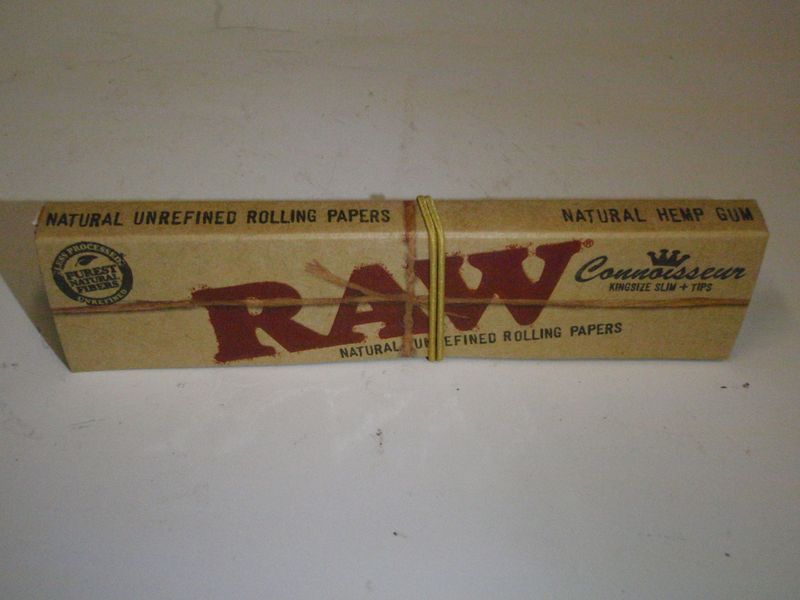 NATURAL UNREFINED ROLLING PAPERS NATURAL HEMP GUM
LESS PROCESSED
PUREST
NATURAL
FIBERS
UNREFINED
RAW®
Connoisseur
KINGSIZE SLIM + TIPS
NATURAL UNREFINED ROLLING PAPERS